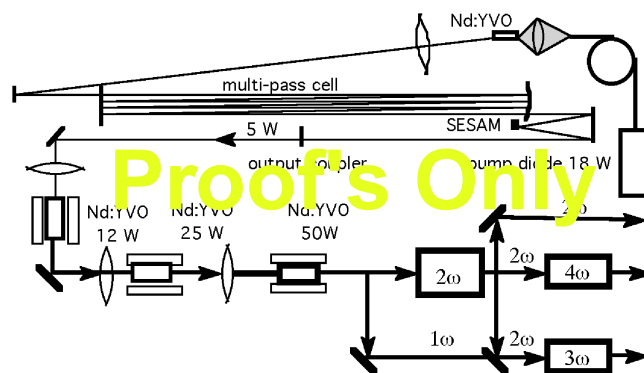 Nd:YVO
multi-pass cell
SESAM
5 W
output coupler
pump diode 18 W
Proof's Only
Nd:YVO
12 W
Nd:YVO
25 W
Nd:YVO
50W
2ω
2ω
2ω
4ω
1ω
2ω
3ω